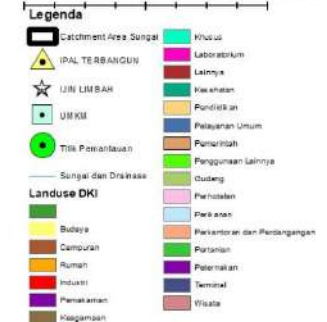 Legenda
Catchment Area Sungai
IPAL TERBANGUN
IJIN LIMBAH
UMKM
Titik Pemantauan
Sungai dan Drainase
Landuse DKI
Budaya
Campuran
Rumah
Industri
Pemakaman
Keagamaan
Khusus
Laboratorium
Lainnya
Kesehatan
Pendidikan
Pelayanan Umum
Pemerintah
Penggunaan Lainnya
Gudang
Perhotelan
Perikanan
Perkantoran dan Perdangangan
Pertanian
Peternakan
Terminal
Wisata